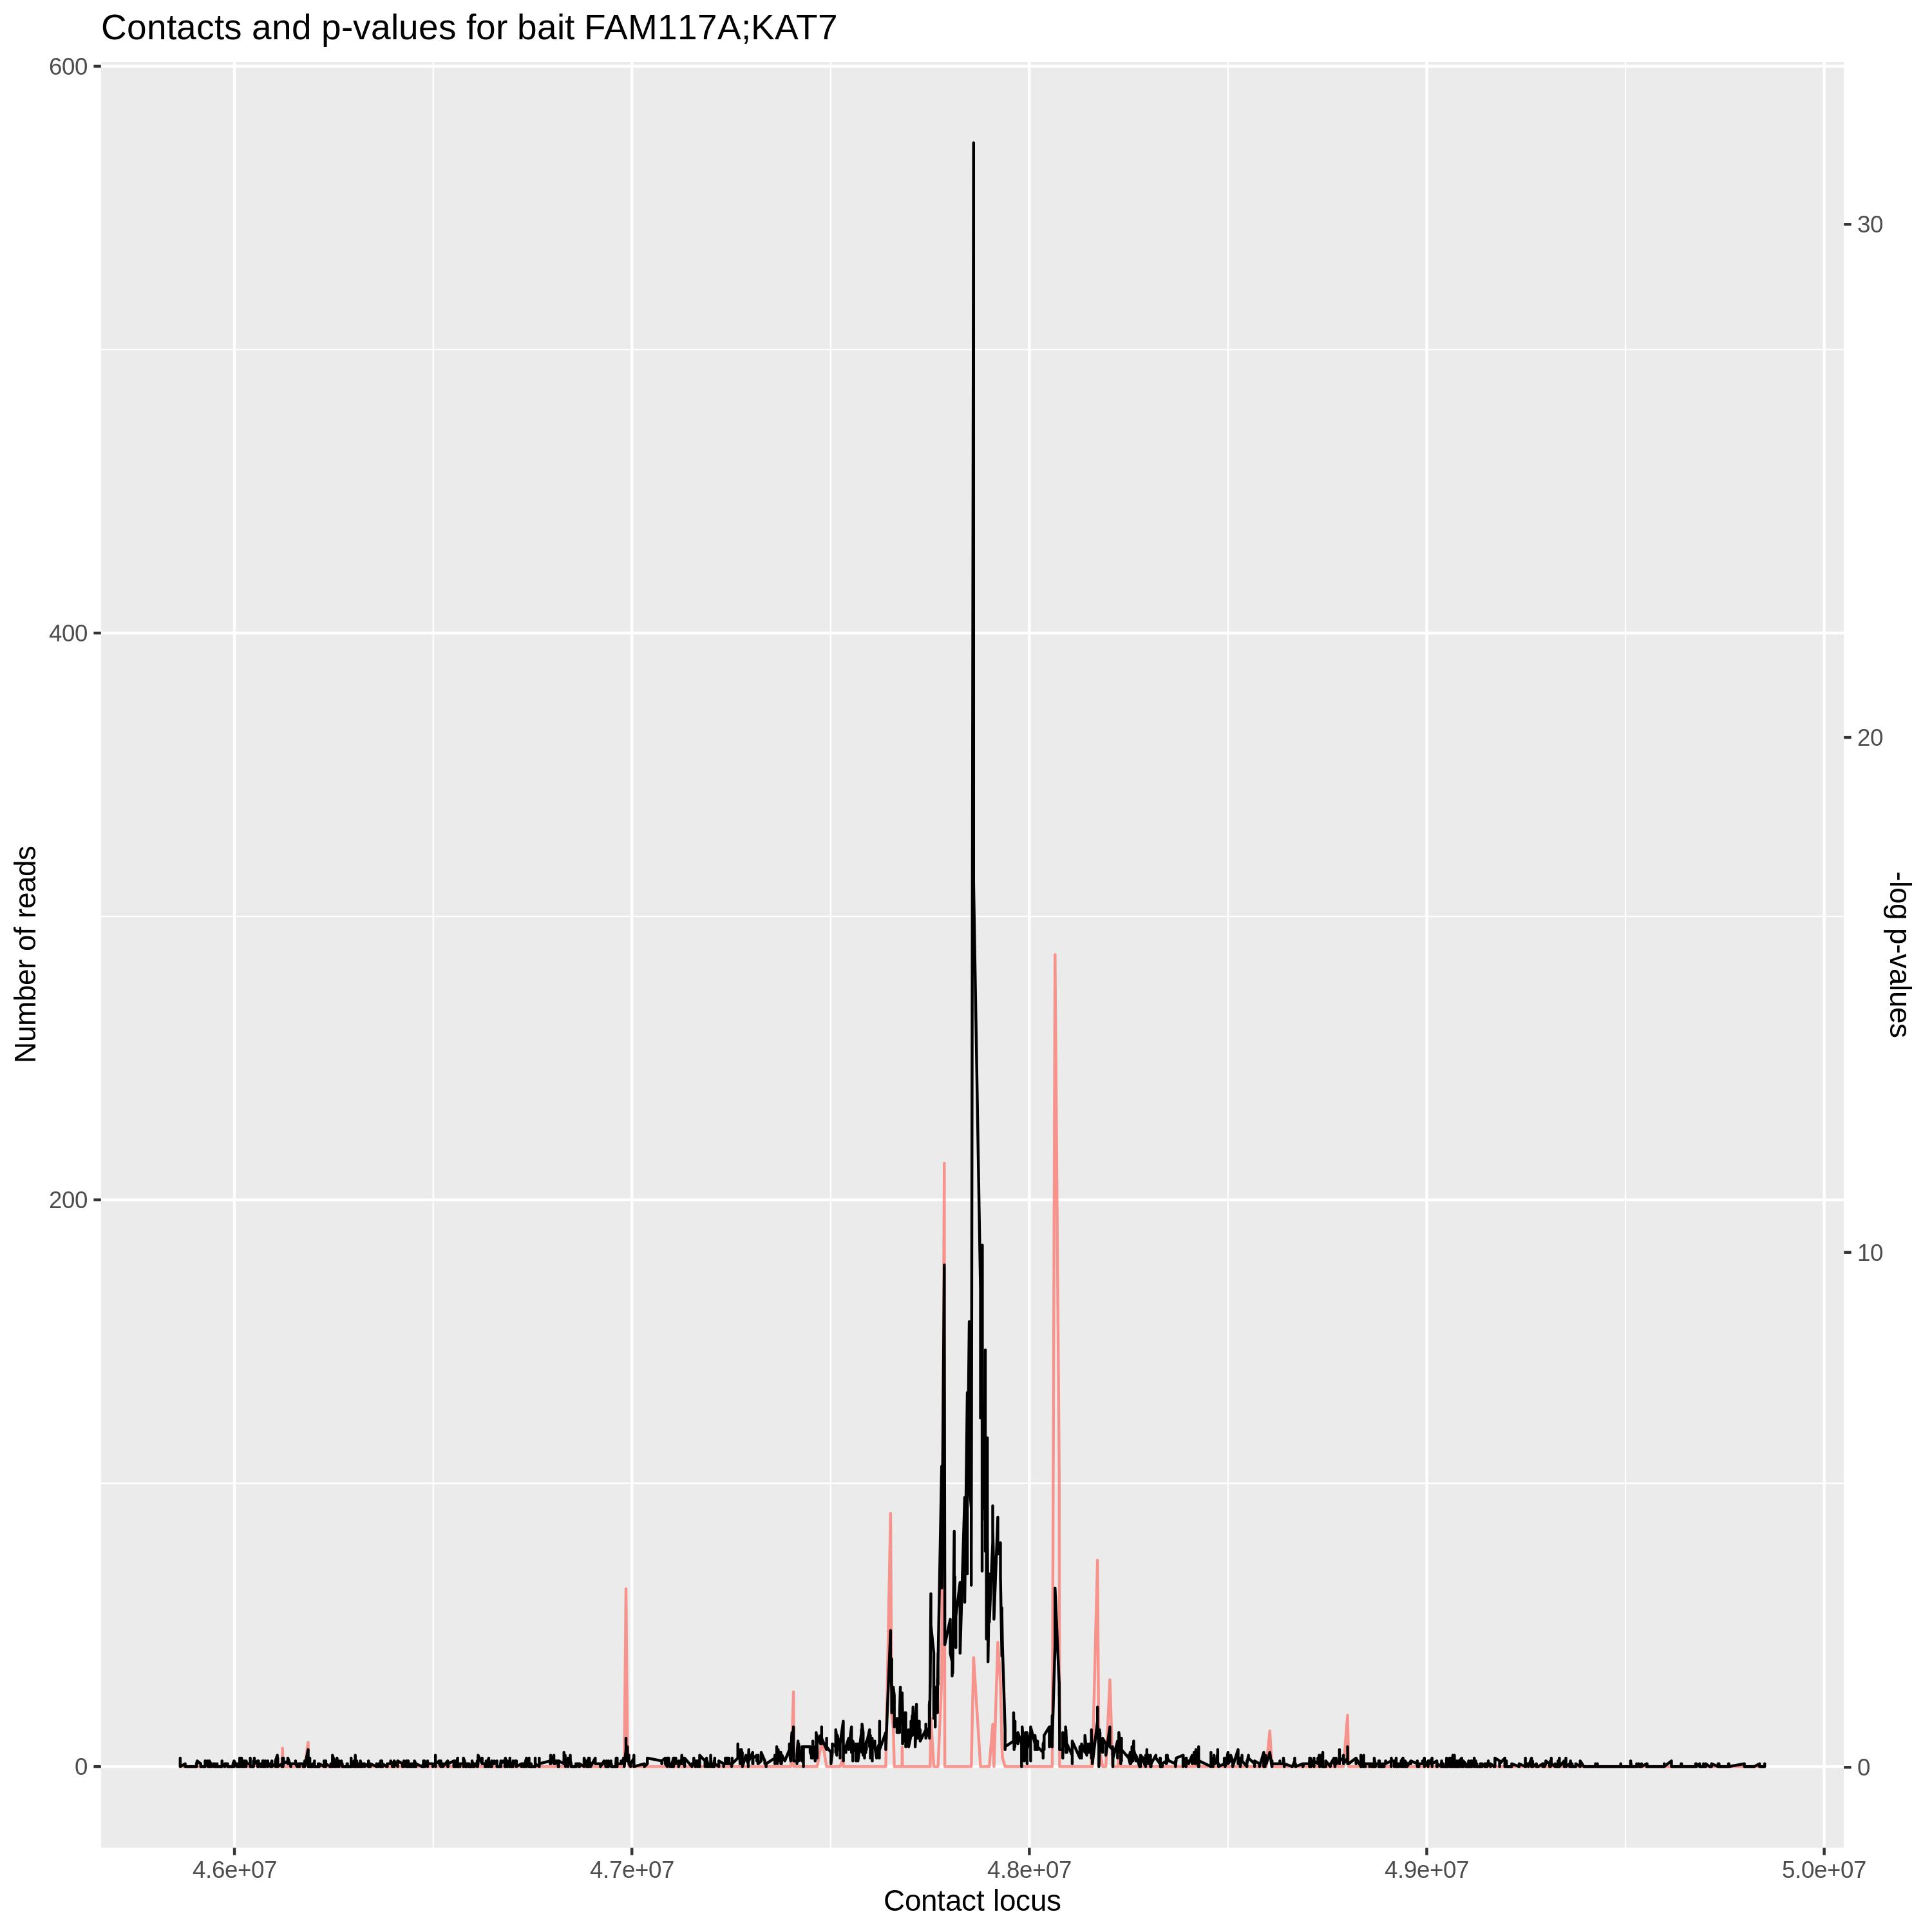 Contacts and p-values for bait FAM117A;KAT7
600
400
200
0
Number of reads
30
20
10
0
-log p-values
4.6e+07 4.7e+07 4.8e+07 4.9e+07 5.0e+07
Contact locus